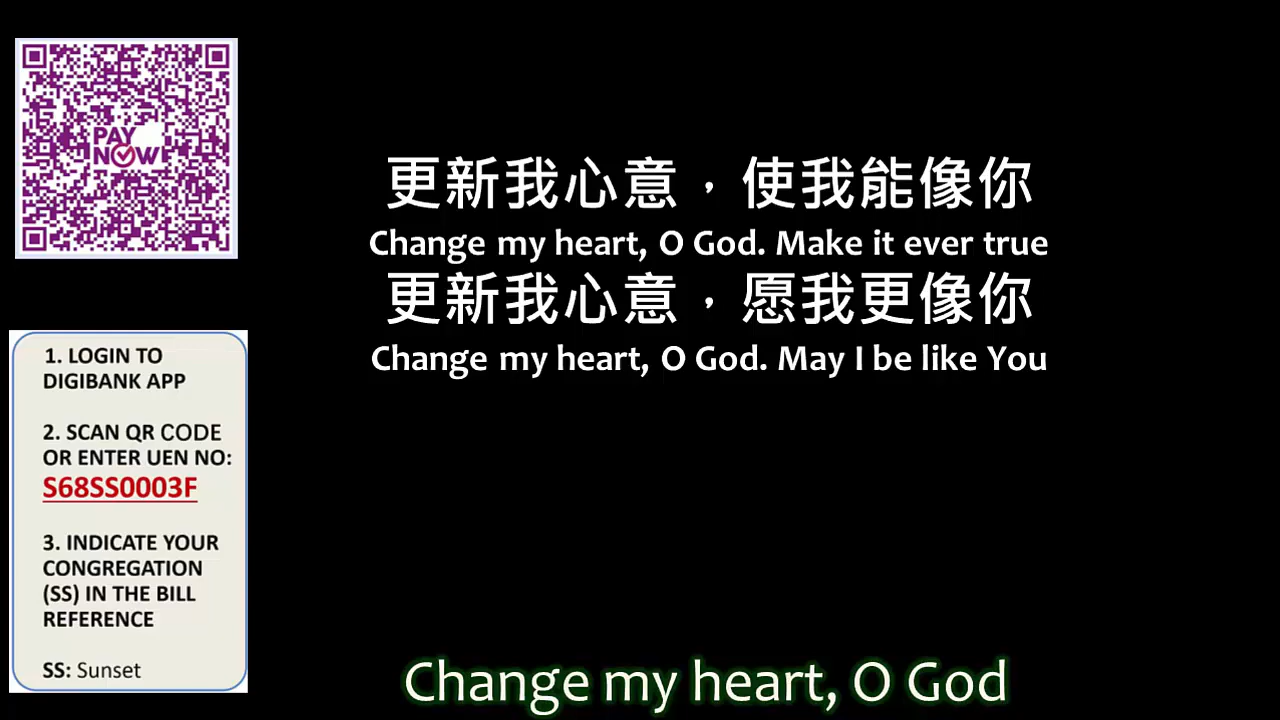 PAY
NOW
更新我心意，使我能像你
Change my heart, O God. Make it ever true
更新我心意，愿我更像你
Change my heart, O God. May I be like You
1. LOGIN TO
DIGIBANK APP
2. SCAN QR CODE
OR ENTER UEN NO:
S68SS0003F
3. INDICATE YOUR
CONGREGATION
(SS) IN THE BILL
REFERENCE
SS: Sunset
Change my heart, O God